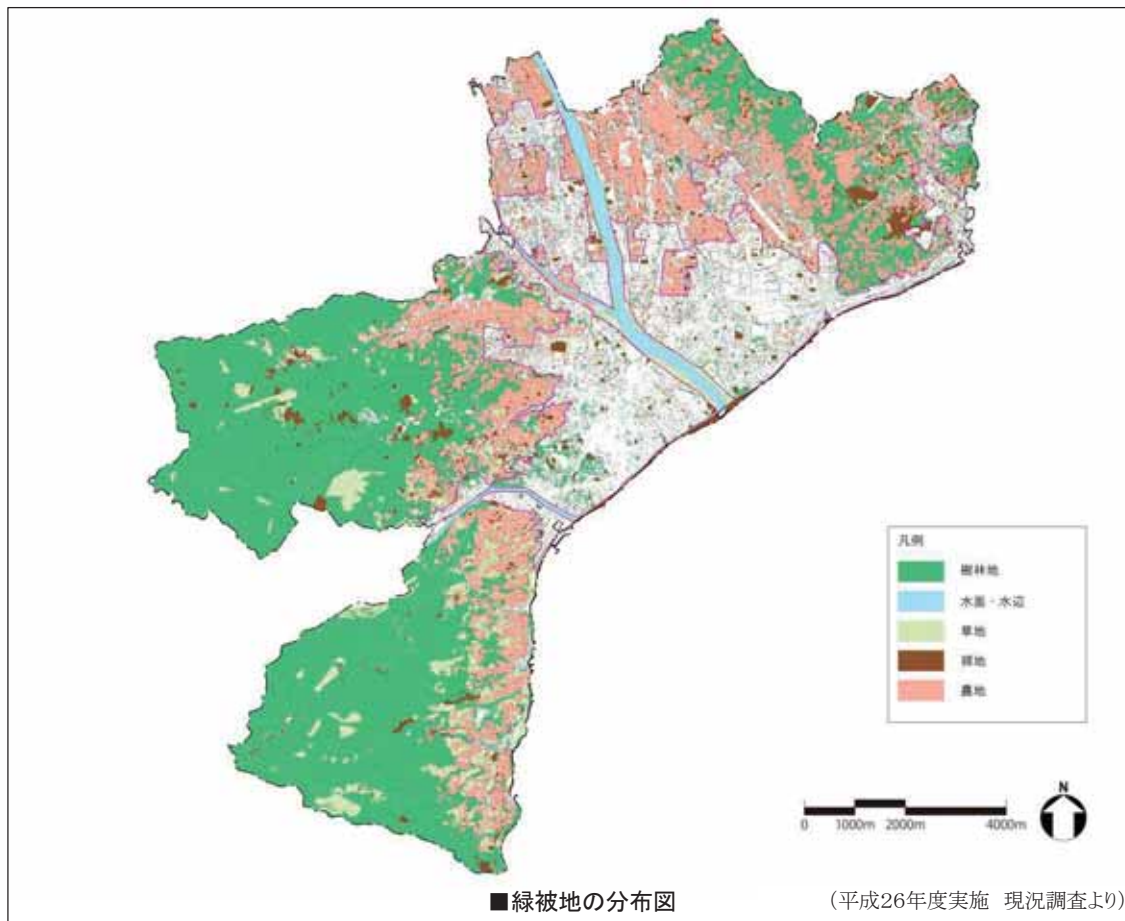 凡例
樹林地
水面・水辺
草地
裸地
農地
N
0 1000m 2000m 4000m
■緑被地の分布図
(平成26年度実施 現況調査より)